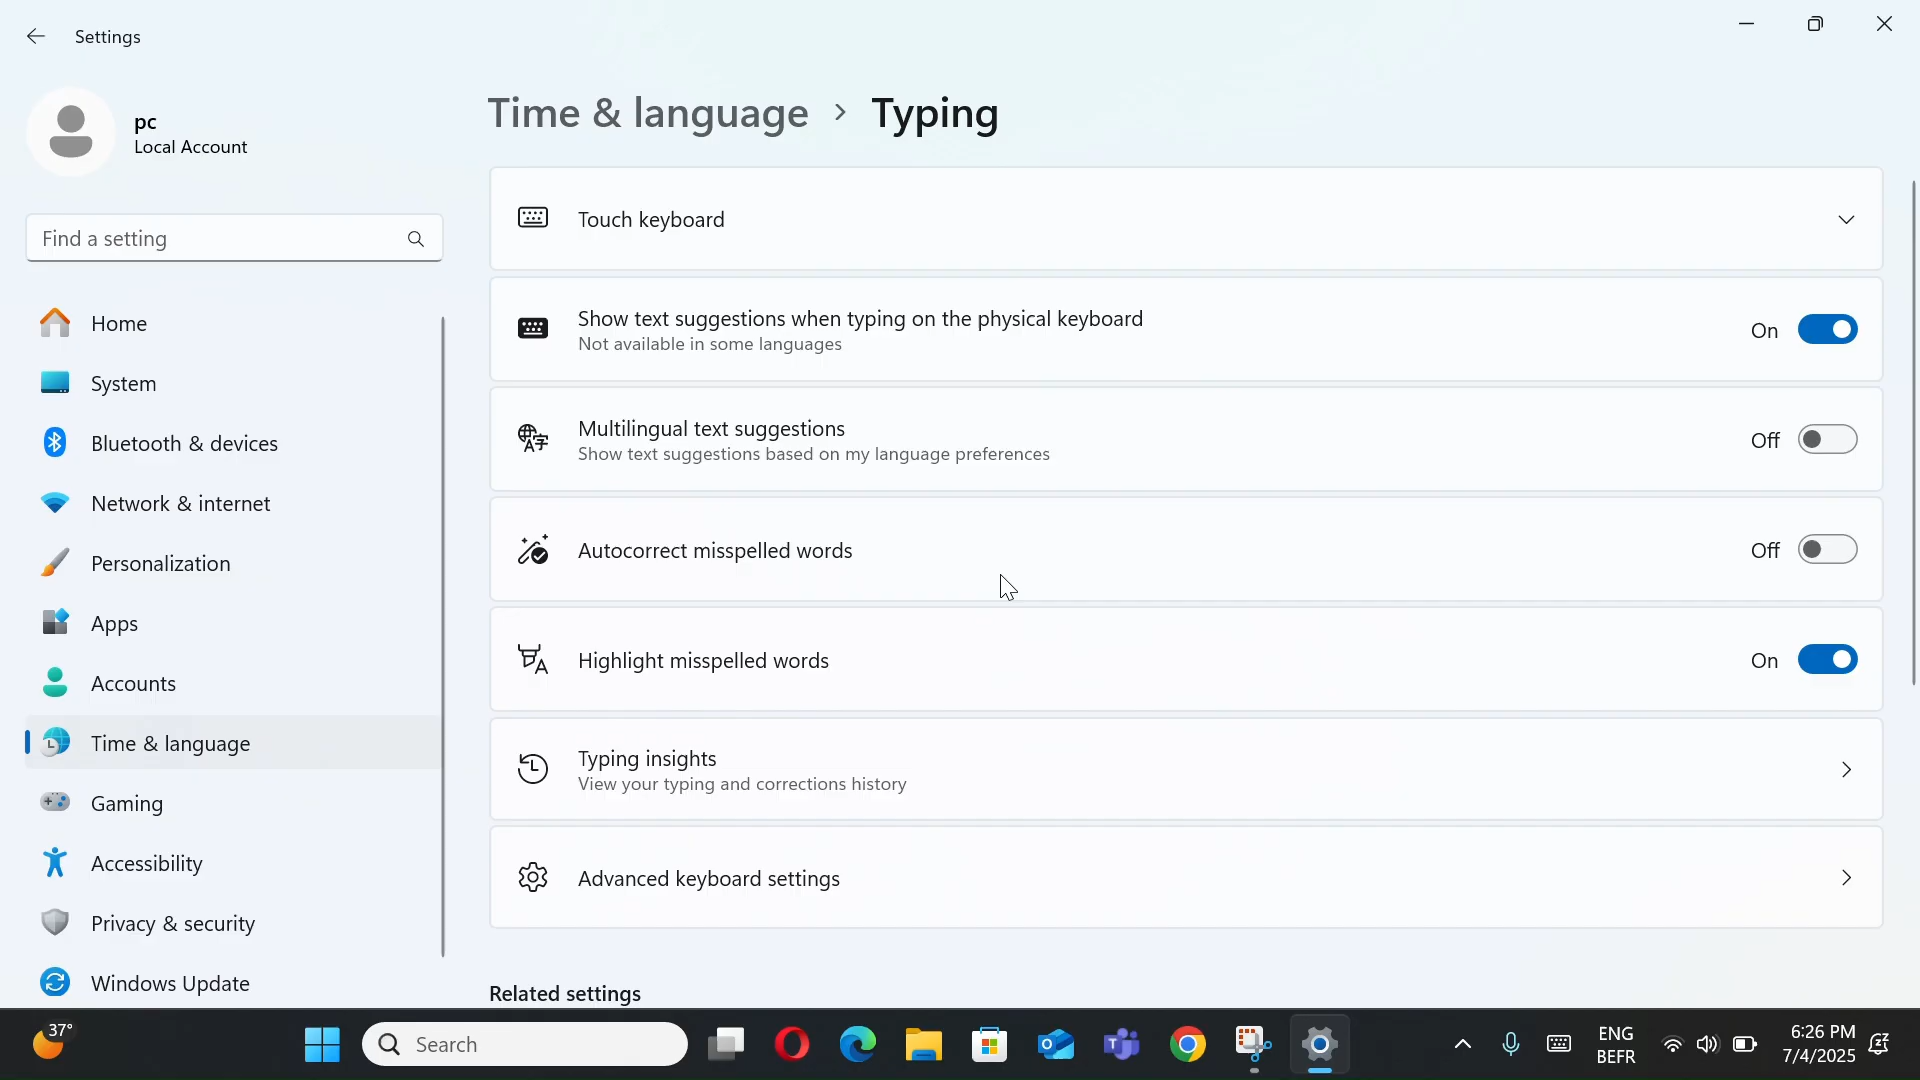 Settings
pc
Local Account
Find a setting
Home
System
Bluetooth & devices
Network & internet
Personalization
Apps
Accounts
Time & language
Gaming
Accessibility
Privacy & security
Windows Update
Time & language > Typing
Touch keyboard
Show text suggestions when typing on the physical keyboard
Not available in some languages
On
Multilingual text suggestions
Show text suggestions based on my language preferences
Off
Autocorrect misspelled words
Off
Highlight misspelled words
On
Typing insights
View your typing and corrections history
Advanced keyboard settings
Related settings
37°
Search
ENG
BEFR
6:26 PM
7/4/2025